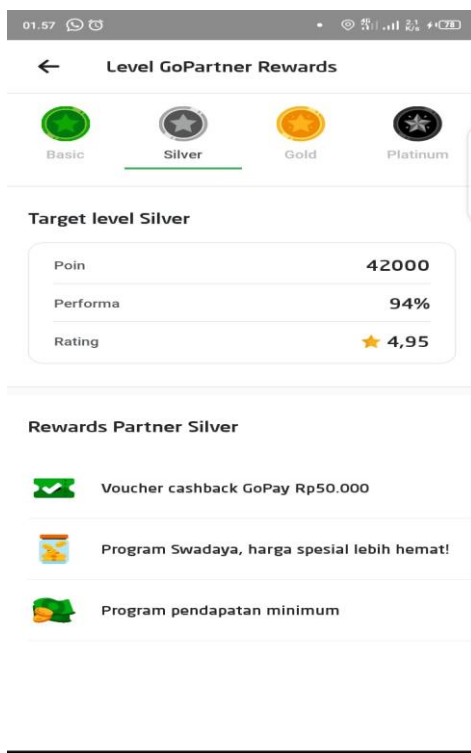 01.57
78
Level GoPartner Rewards
Basic
Silver
Gold
Platinum
Target level Silver
Poin 42000
Performa 94%
Rating 4,95
Rewards Partner Silver
Voucher cashback GoPay Rp50.000
Program Swadaya, harga spesial lebih hemat!
Program pendapatan minimum